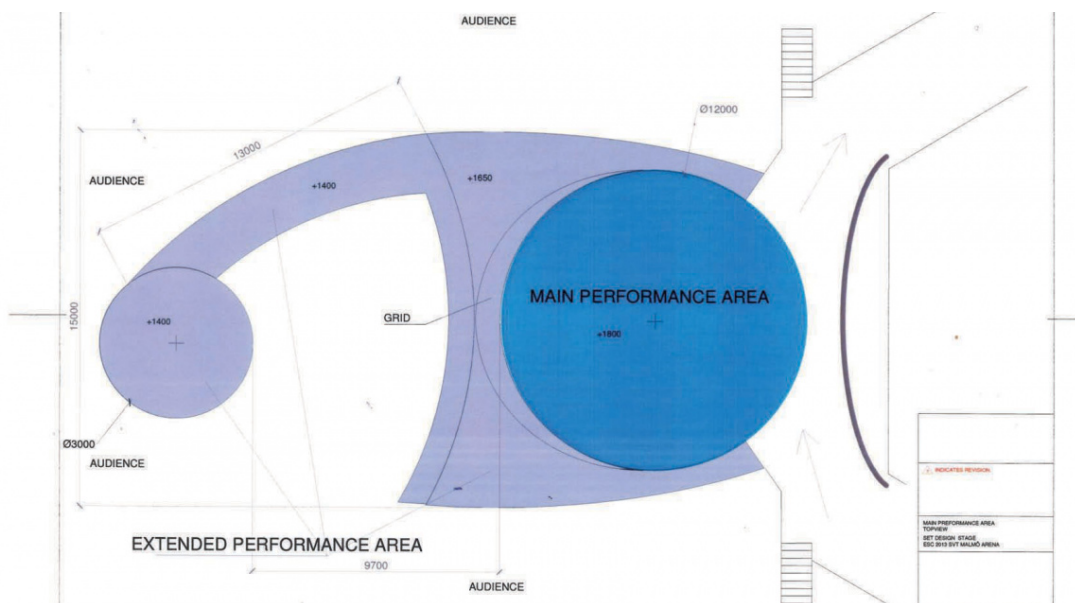 AUDIENCE
Ø12000
13000
AUDIENCE
+1400
+1650
MAIN PERFORMANCE AREA
15000
+1400
GRID
+1800
Ø3000
AUDIENCE
INDICATES REVISION
MAIN PREFORMANCE AREA
TOPVIEW
SET DESIGN STAGE
ESC 2013 SVT MALMÖ ARENA
EXTENDED PERFORMANCE AREA
9700
AUDIENCE